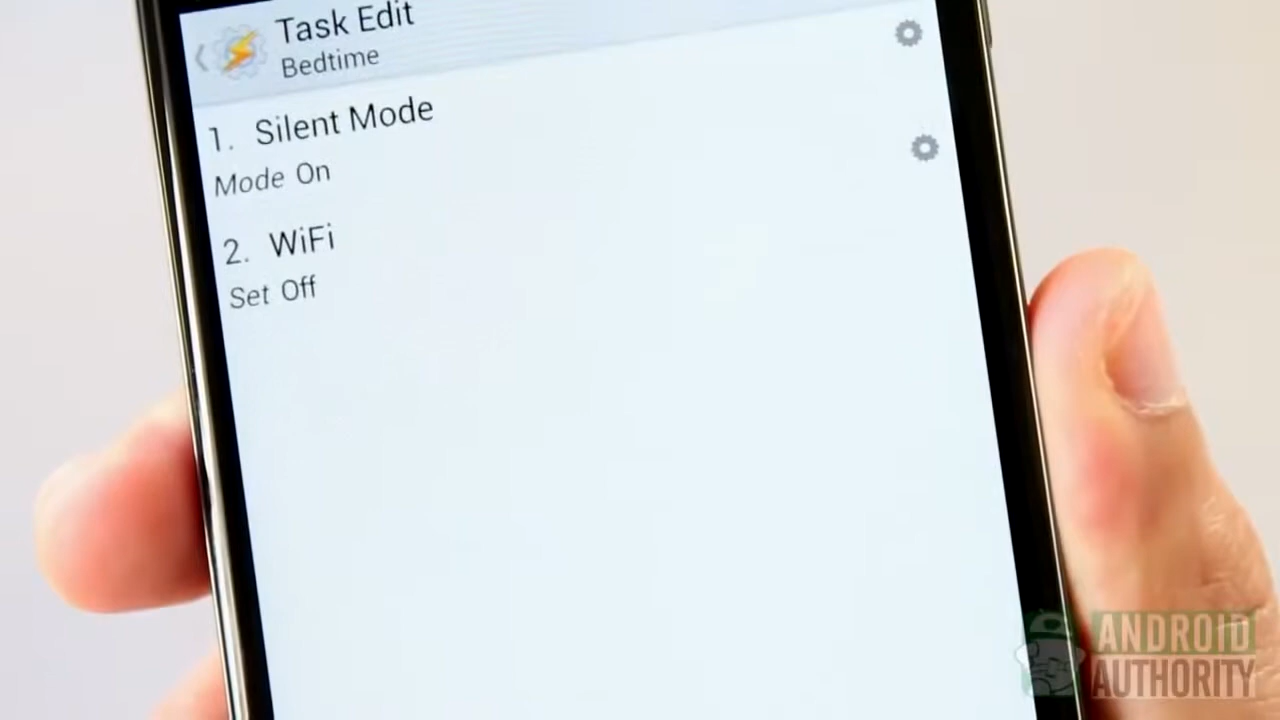 Task Edit
Bedtime
1. Silent Mode
Mode On
2. WiFi
Set Off
ANDROID
AUTHORITY